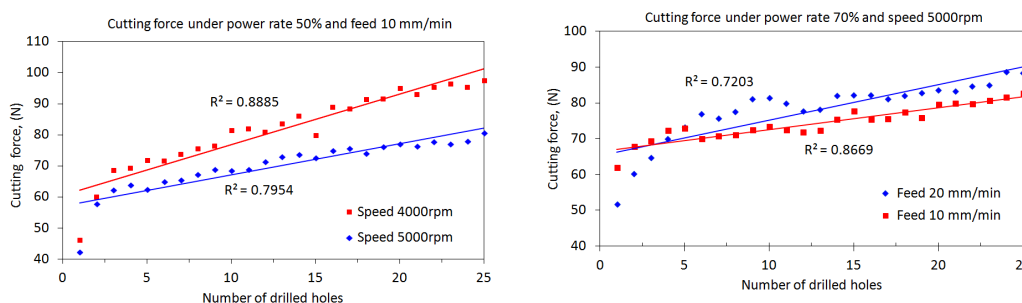 Cutting force under power rate 50% and feed 10 mm/min
110
100
90
80
70
60
50
40
Cutting force, (N)
R² = 0.8885
R² = 0.7954
Speed 4000rpm
Speed 5000rpm
0 5 10 15 20 25
Number of drilled holes
Cutting force under power rate 70% and speed 5000rpm
100
90
80
70
60
50
40
Cutting force, (N)
R² = 0.7203
R² = 0.8669
Feed 20 mm/min
Feed 10 mm/min
0 5 10 15 20 25
Number of drilled holes